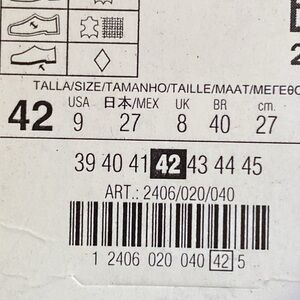 TALLA/SIZE/TAMANHO/TAILLE/MAAT/ΜΕΓΕΘΟ
42 USA 日本/MEX UK BR cm.
9 27 8 40 27
39 40 41 42 43 44 45
ART.: 2406/020/040
1 2406 020 040 42 5